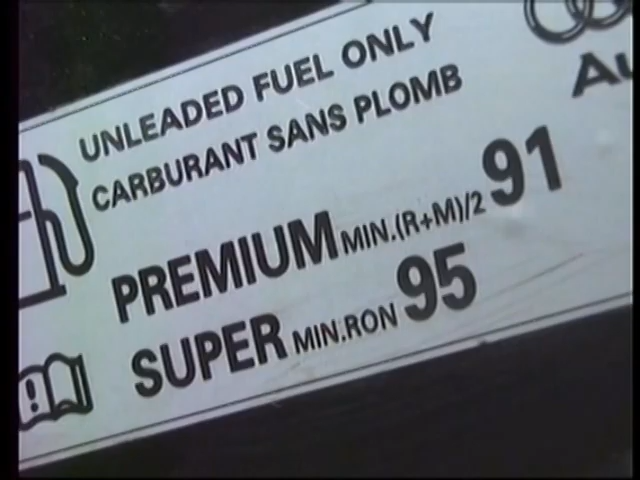 UNLEADED FUEL ONLY
CARBURANT SANS PLOMB
PREMIUM MIN.(R+M)/2 91
SUPER MIN.RON 95